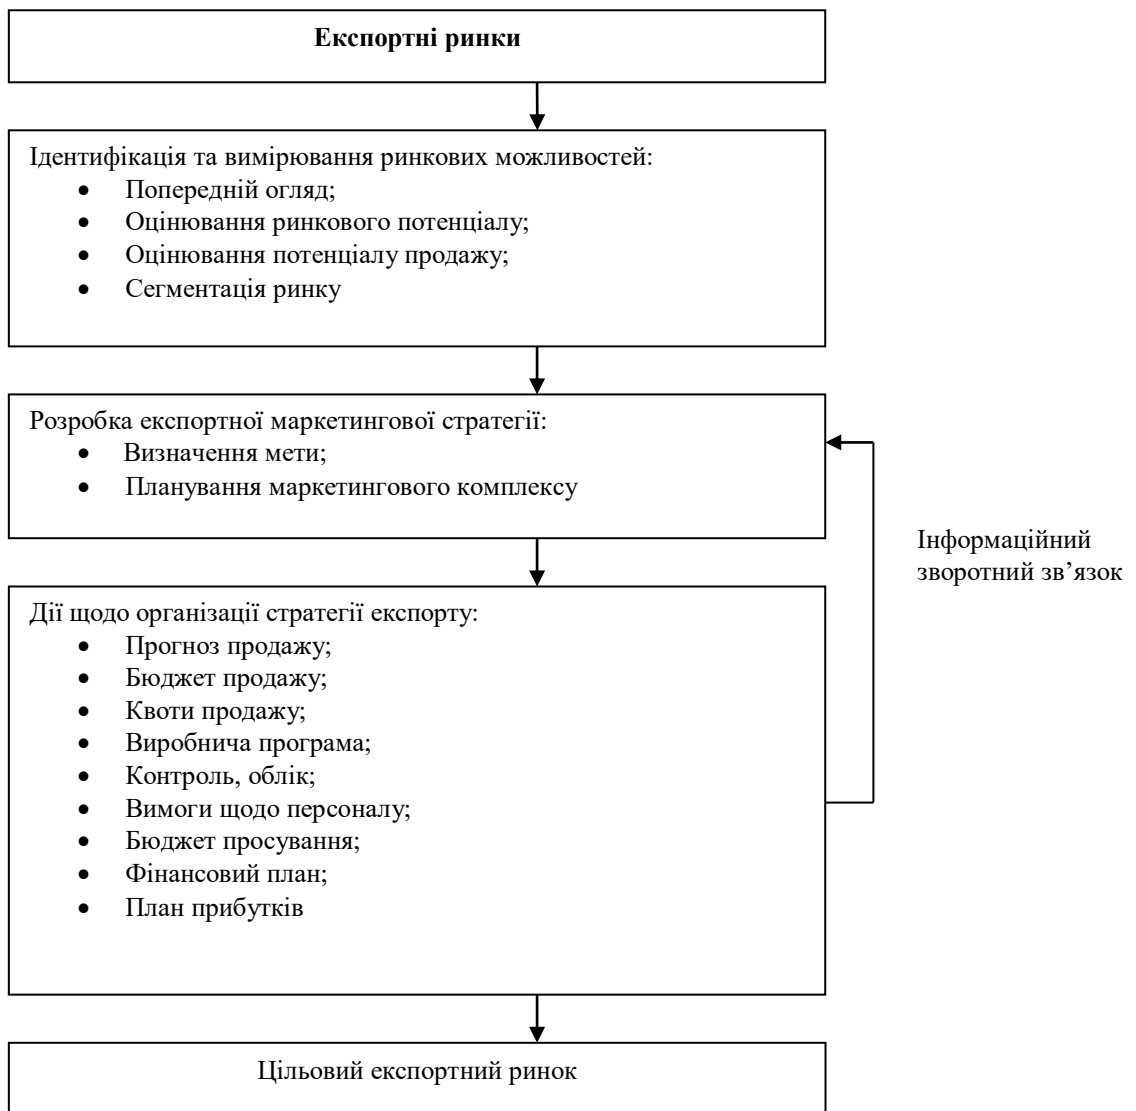 Експортні ринки
Ідентифікація та вимірювання ринкових можливостей:
• Попередній огляд;
• Оцінювання ринкового потенціалу;
• Оцінювання потенціалу продажу;
• Сегментація ринку
Розробка експортної маркетингової стратегії:
• Визначення мети;
• Планування маркетингового комплексу
Інформаційний
зворотний зв’язок
Дії щодо організації стратегії експорту:
• Прогноз продажу;
• Бюджет продажу;
• Квоти продажу;
• Виробнича програма;
• Контроль, облік;
• Вимоги щодо персоналу;
• Бюджет просування;
• Фінансовий план;
• План прибутків
Цільовий експортний ринок